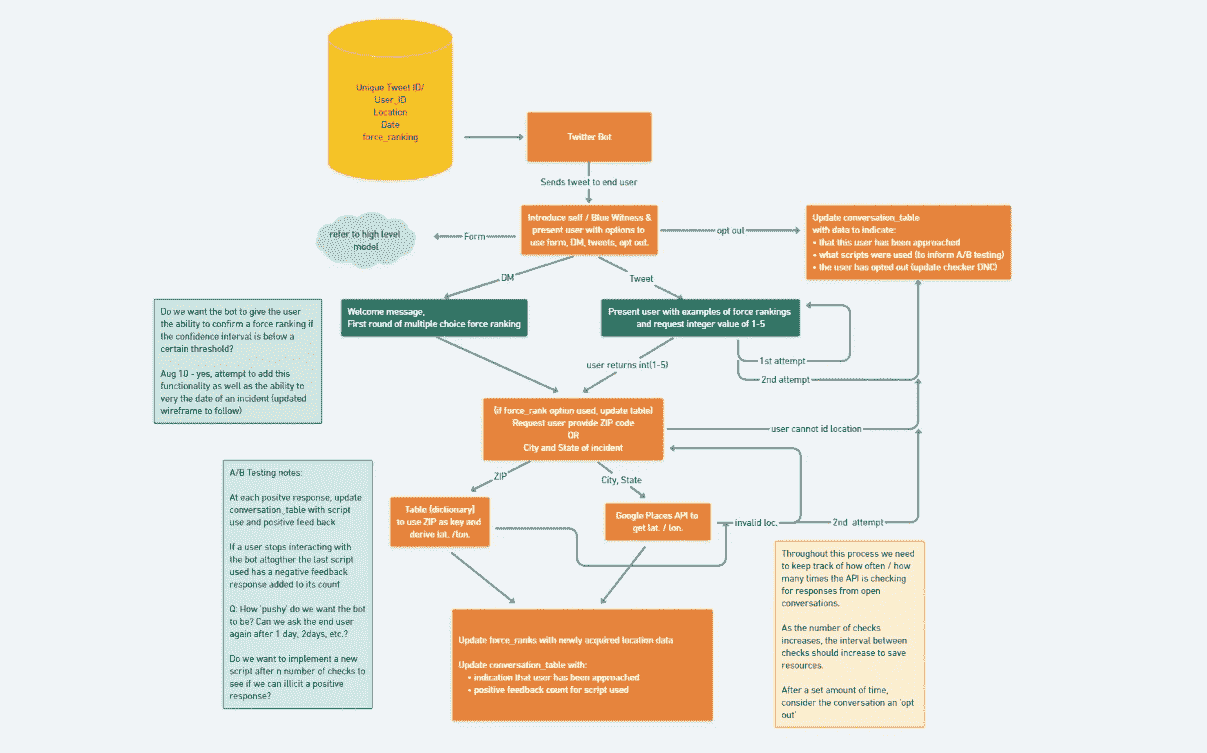 Unique Tweet ID/
User_ID
Location
Date
force_ranking
Twitter Bot
Sends tweet to end user
Introduce self / Blue Witness &
present user with options to
use form, DM, tweets, opt out.
Form
refer to high level
model
opt out
Update conversation_table
with data to indicate:
• that this user has been approached
• what scripts were used (to inform A/B testing)
• the user has opted out (update checker DNC)
DM
Tweet
Welcome message,
First round of multiple choice force ranking
Present user with examples of force rankings
and request integer value of 1-5
1st attempt
2nd attempt
user returns int(1-5)
Do we want the bot to give the user
the ability to confirm a force ranking if
the confidence interval is below a
certain threshold?
Aug 10 - yes, attempt to add this
functionality as well as the ability to
very the date of an incident (updated
wireframe to follow)
(if force_rank option used, update table)
Request user provide ZIP code
OR
City and State of incident
user cannot id location
ZIP
City, State
Table (dictionary)
to use ZIP as key and
derive lat. /lon.
Google Places API to
get lat. / lon.
invalid loc.
2nd attempt
A/B Testing notes:
At each positve response, update
conversation_table with script
use and positive feed back
If a user stops interacting with
the bot altogther the last script
used has a negative feedback
response added to its count
Q: How 'pushy' do we want the bot
to be? Can we ask the end user
again after 1 day, 2days, etc.?
Do we want to implement a new
script after n number of checks to
see if we can illicit a positive
response?
Update force_ranks with newly acquired location data
Update conversation_table with:
• indication that user has been approached
• positive feedback count for script used
Throughout this process we need
to keep track of how often / how
many times the API is checking
for responses from open
conversations.
As the number of checks
increases, the interval between
checks should increase to save
resources.
After a set amount of time,
consider the conversation an 'opt
out'